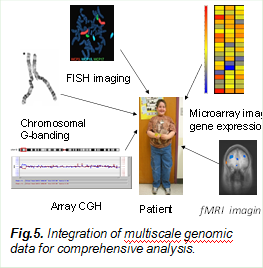 FISH imaging
Chromosomal
G-banding
Microarray imag
gene expressio
Array CGH
Patient
fMRI imagin
Fig.5. Integration of multiscale genomic
data for comprehensive analysis.